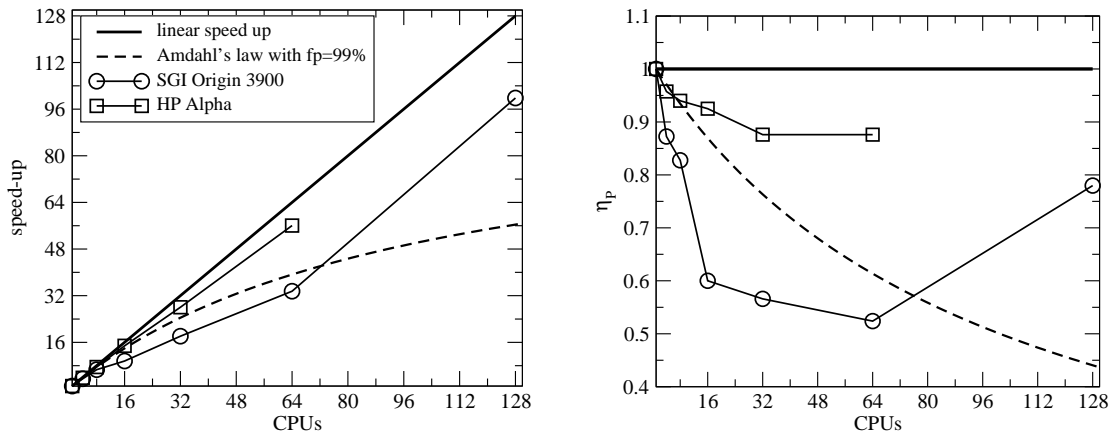 128
112
96
80
64
48
32
16
speed-up
linear speed up
Amdahl's law with fp=99%
SGI Origin 3900
HP Alpha
16 32 48 64 80 96 112 128
CPUs
1.1
1
0.9
0.8
0.7
0.6
0.5
0.4
ηP
16 32 48 64 80 96 112 128
CPUs